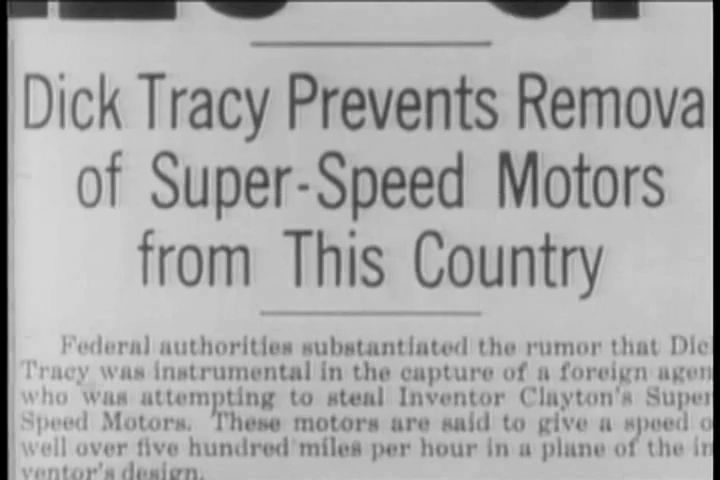 Dick Tracy Prevents Remova
of Super-Speed Motors
from This Country
Federal authorities substantiated the rumor that Dic
Tracy was instrumental in the capture of a foreign agen
who was attempting to steal Inventor Clayton's Super
Speed Motors. These motors are said to give a speed o
well over five hundred miles per hour in a plane of the in
ventor's design.